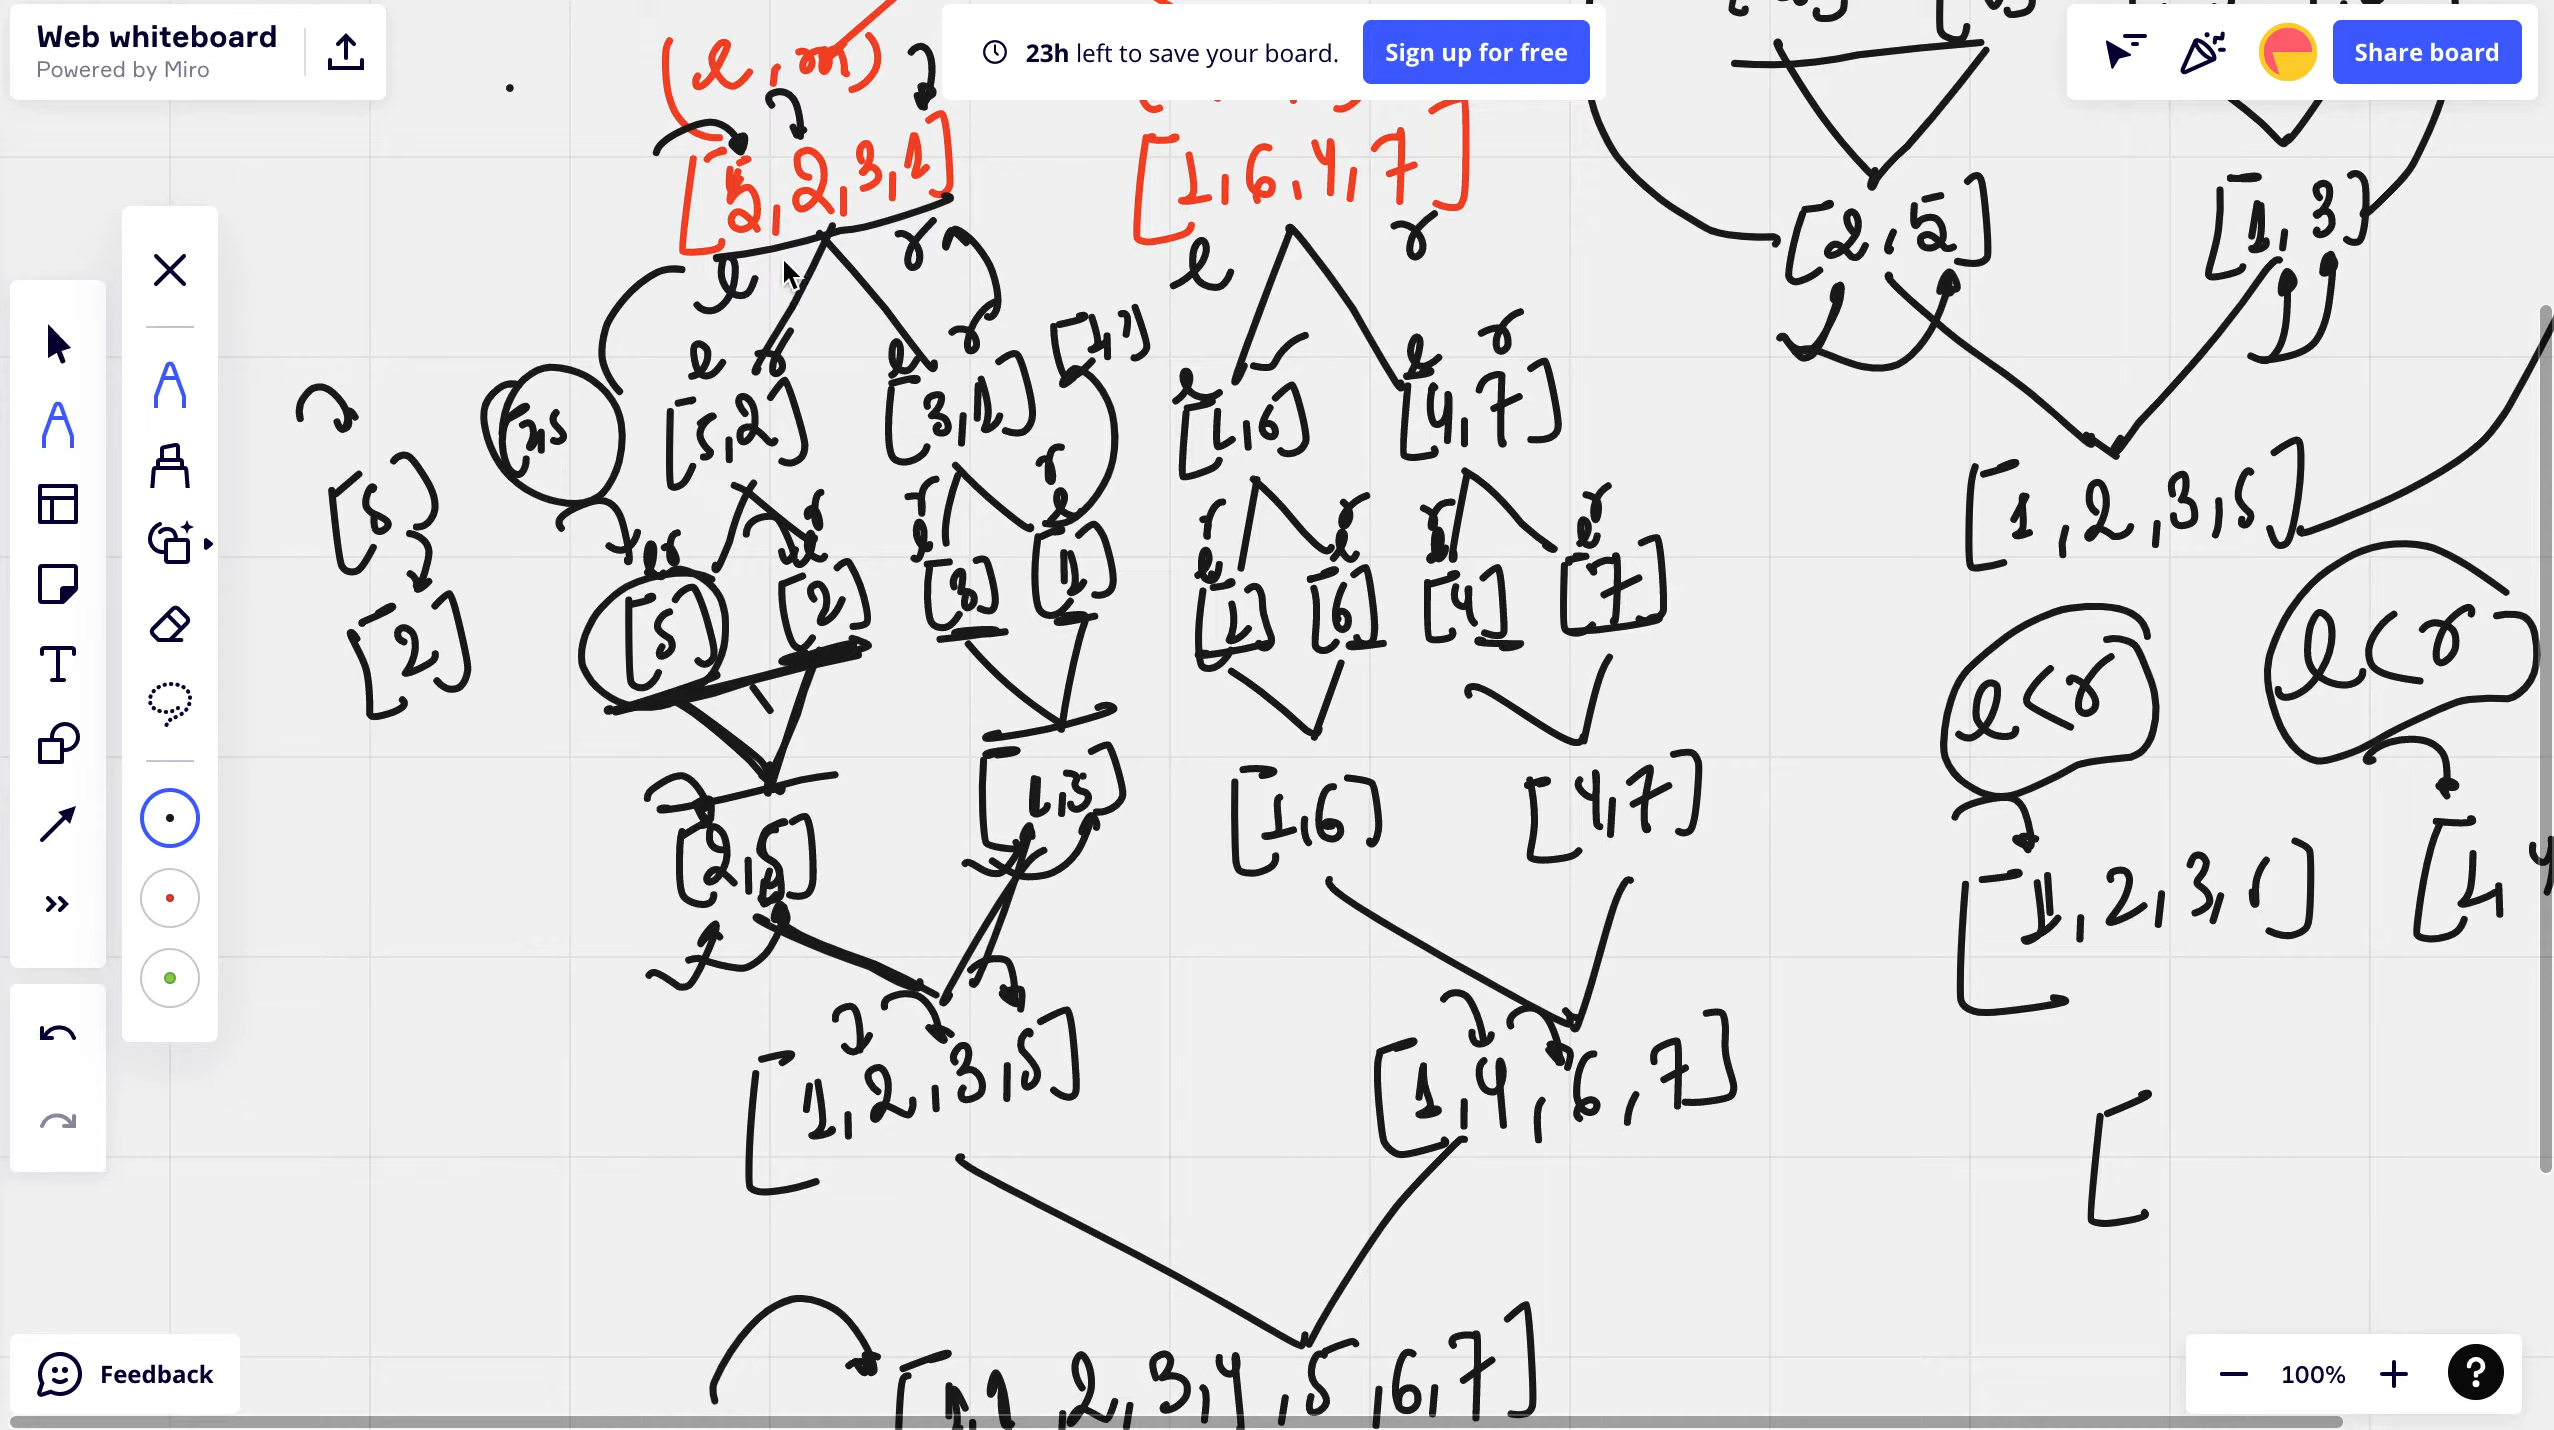 Web whiteboard
Powered by Miro
23h left to save your board.
Sign up for free
Share board
(l, m)
[5, 2, 3, 1]
[1, 6, 4, 7]
l
r
l
r
[2, 5]
[1, 3]
l
r
l
r
l
r
l
r
[5, 2]
[3, 1]
[1, 6]
[4, 7]
[1, 2, 3, 5]
[5]
[2]
[5]
[2]
[3]
[1]
[1]
[6]
[4]
[7]
l < r
l < r
[2, 5]
[1, 3]
[1, 6]
[4, 7]
[1, 2, 3,
[1, 2, 3, 5]
[1, 4, 6, 7]
[
[1, 1, 2, 3, 4, 5, 6, 7]
Feedback
100%